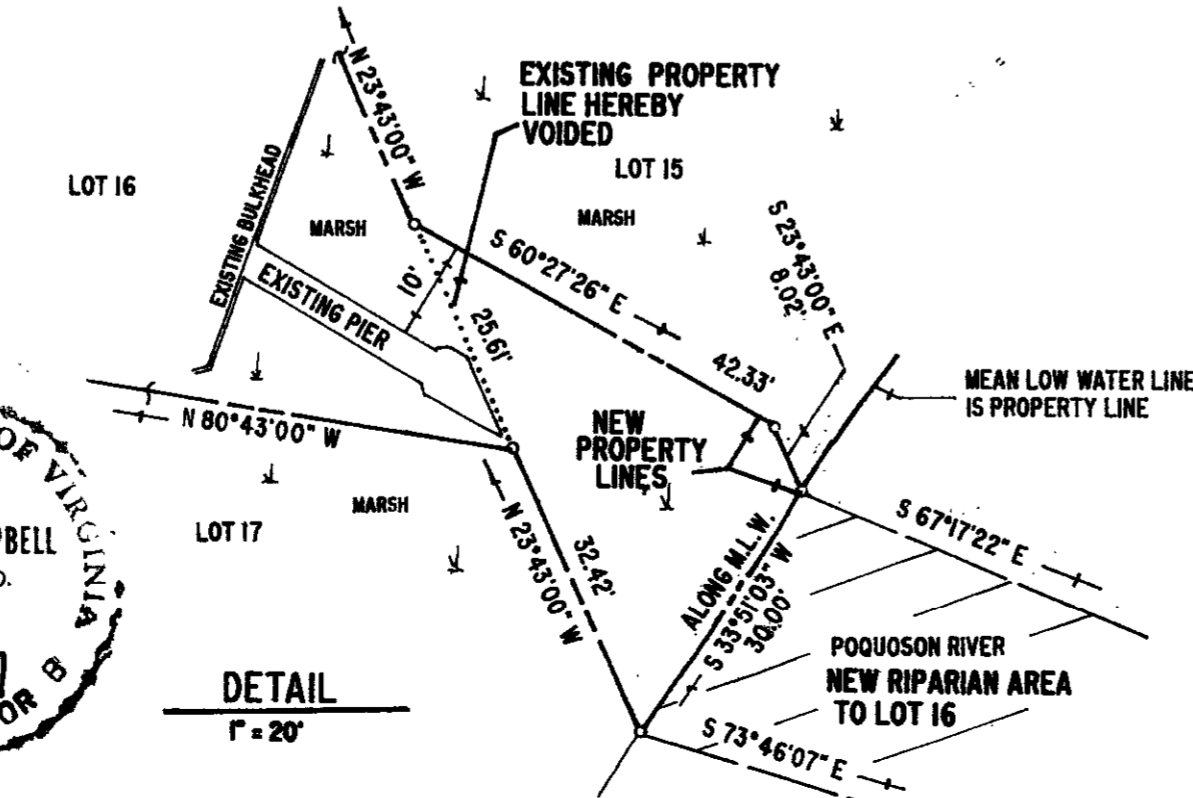 N 23°43'00" W
EXISTING PROPERTY
LINE HEREBY
VOIDED
LOT 16
LOT 15
EXISTING BULKHEAD
MARSH
MARSH
S 23°43'00" E
8.02'
S 60°27'26" E
10'
EXISTING PIER
25.61'
42.33'
MEAN LOW WATER LINE
IS PROPERTY LINE
N 80°43'00" W
NEW
PROPERTY
LINES
OF VIRGINIA
BELL
MARSH
LOT 17
S 67°17'22" E
N 23°43'00" W
32.42'
ALONG M.L.W.
S 33°51'03" W
30.00'
POQUOSON RIVER
NEW RIPARIAN AREA
TO LOT 16
OR B
DETAIL
1" = 20'
S 73°46'07" E